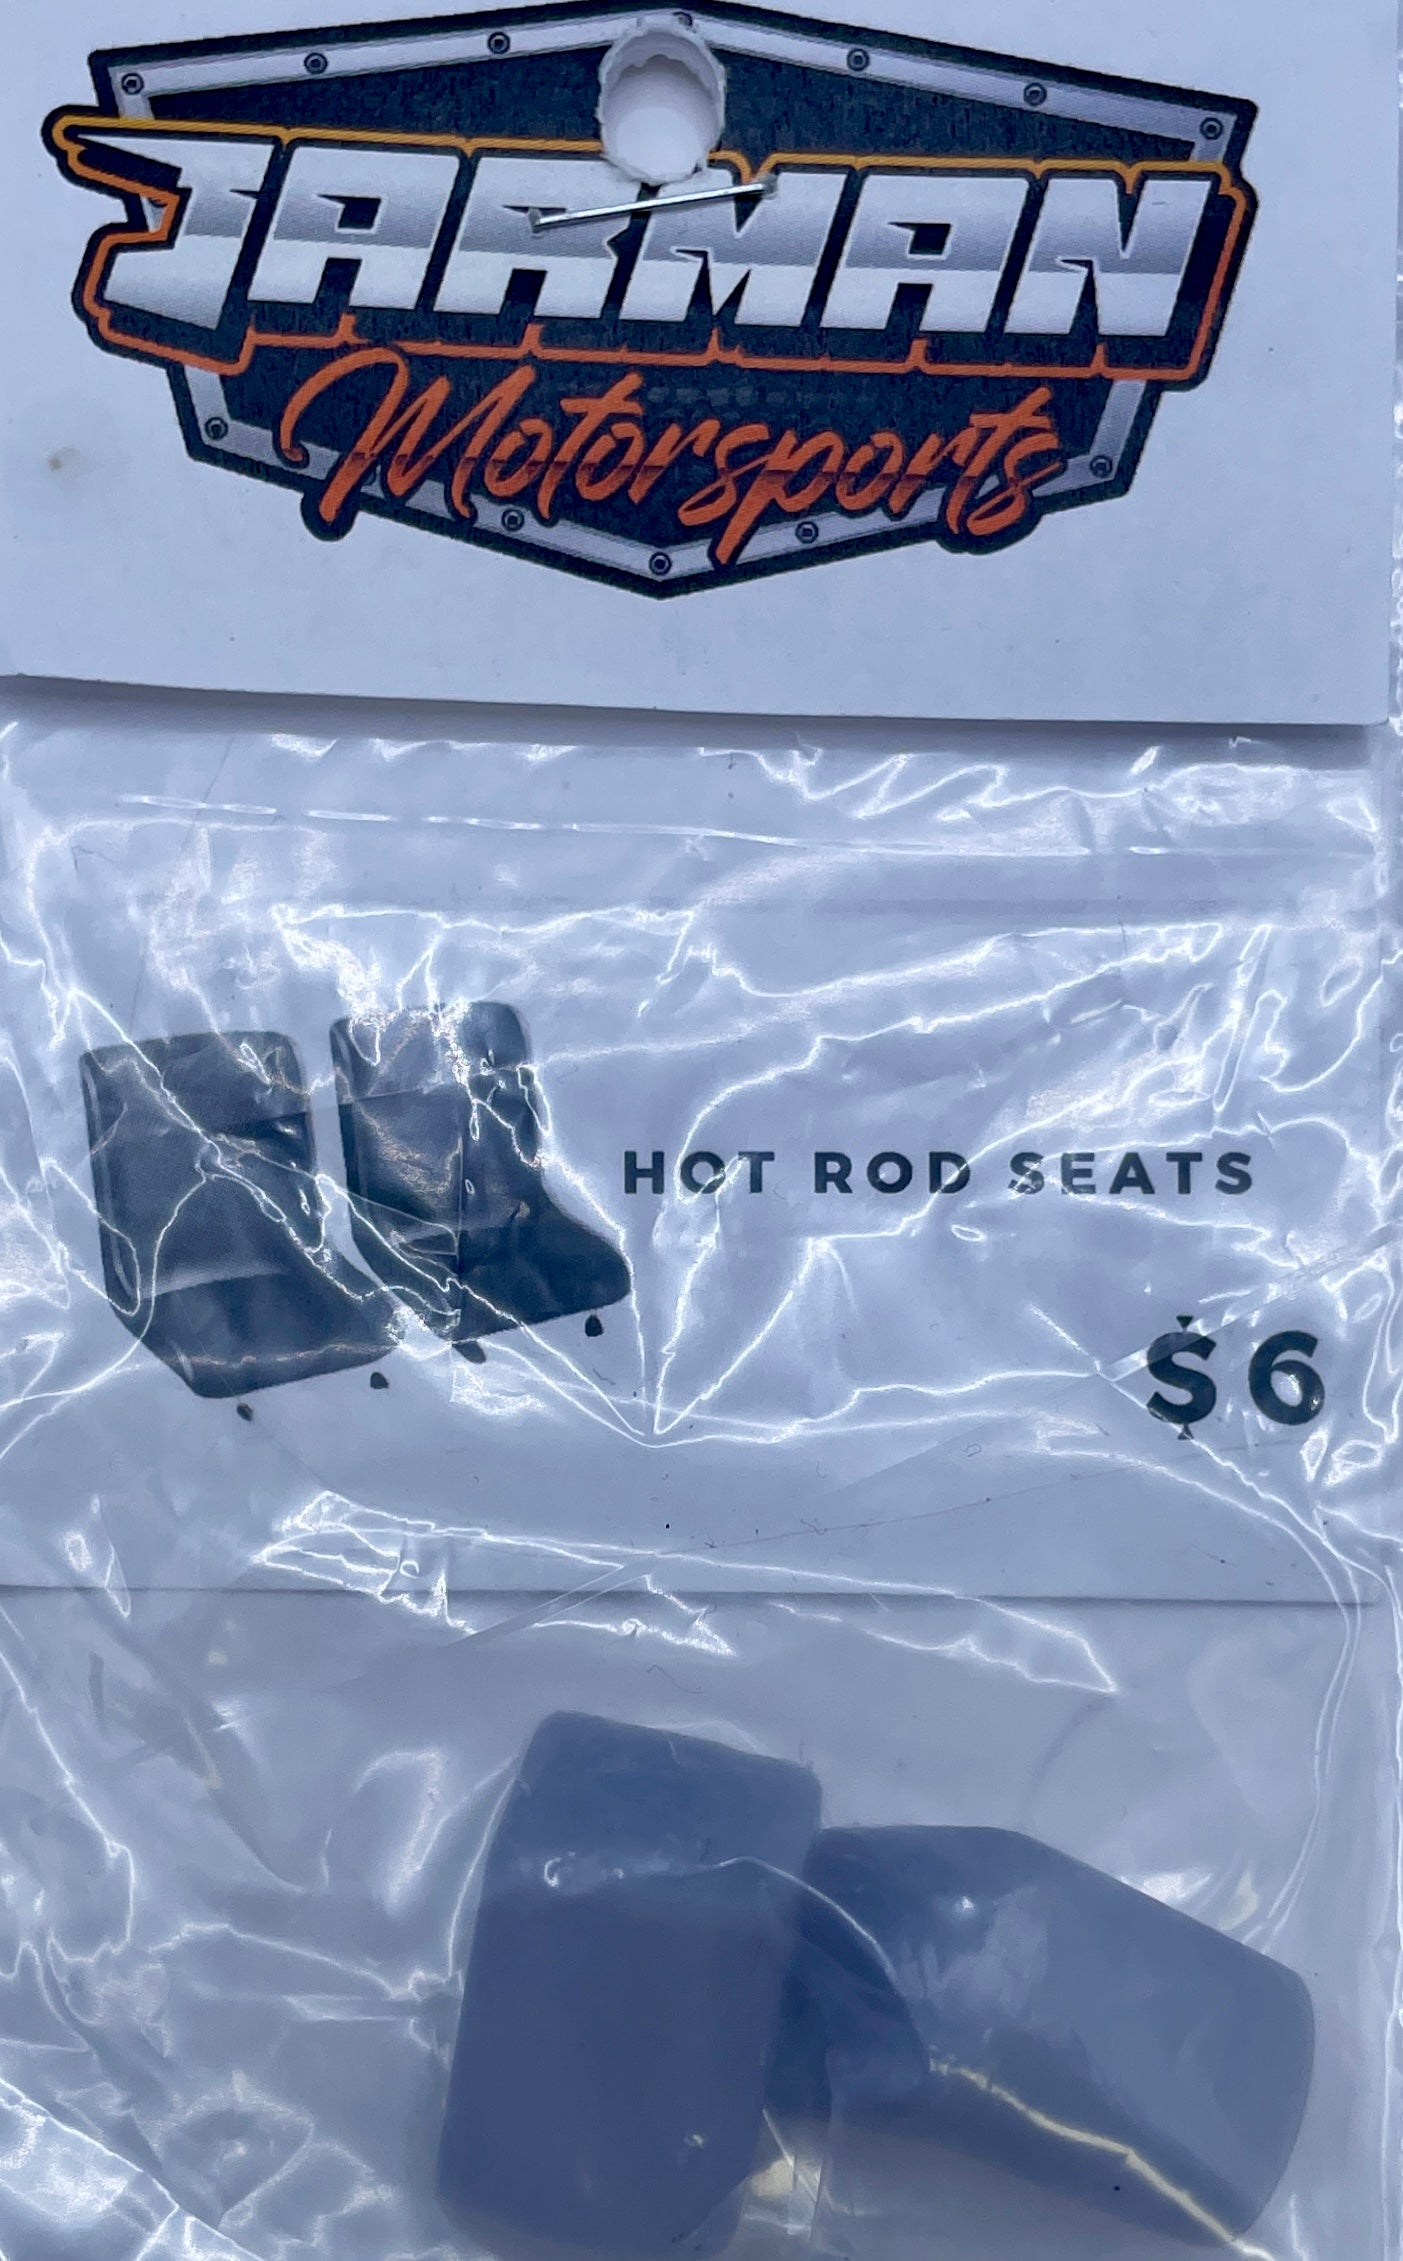 JARMAN
Motorsports
HOT ROD SEATS
$6